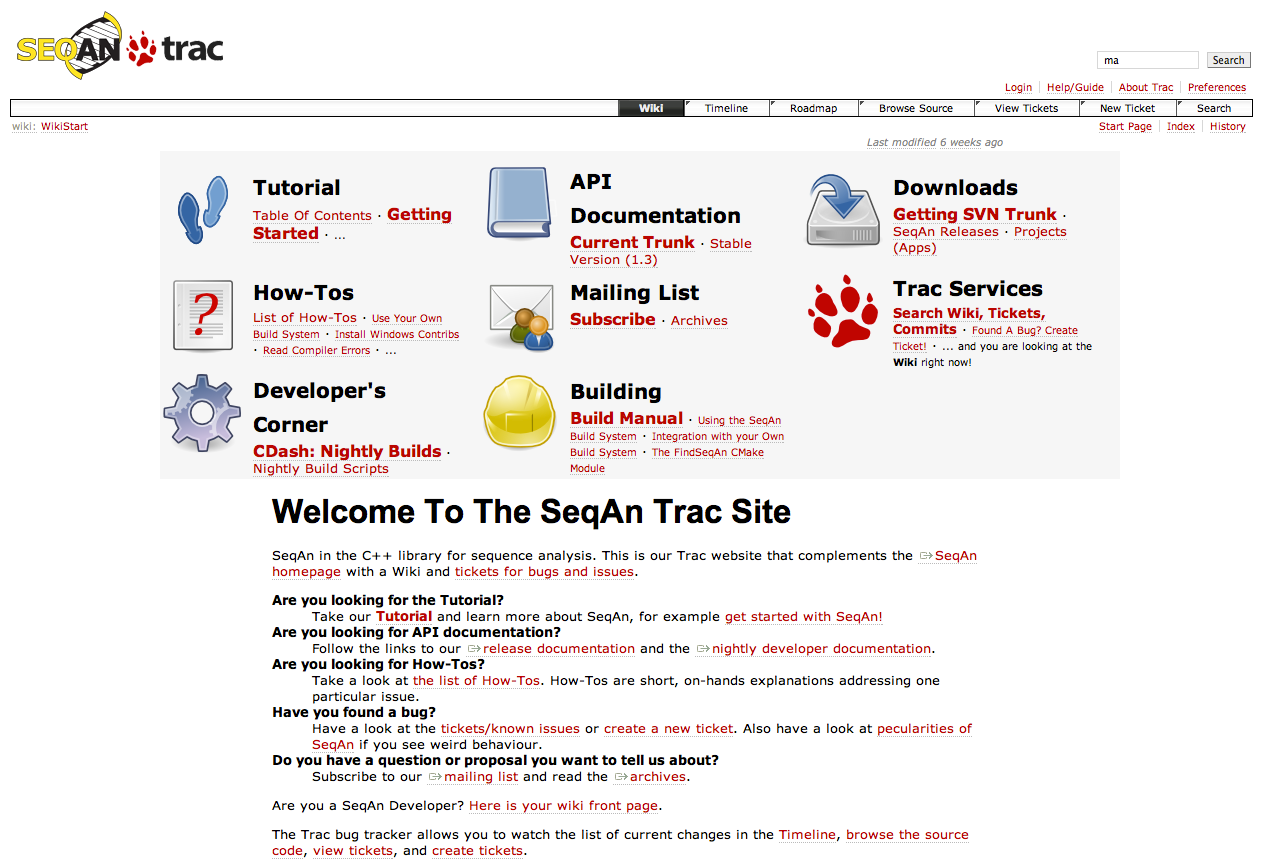 SEQAN trac
ma
Search
Login Help/Guide About Trac Preferences
Wiki Timeline Roadmap Browse Source View Tickets New Ticket Search
wiki: WikiStart
Start Page Index History
Last modified 6 weeks ago
Tutorial
Table Of Contents · Getting
Started · ...
API
Documentation
Current Trunk · Stable
Version (1.3)
Downloads
Getting SVN Trunk ·
SeqAn Releases · Projects
(Apps)
?
How-Tos
List of How-Tos · Use Your Own
Build System · Install Windows Contribs
· Read Compiler Errors · ...
Mailing List
Subscribe · Archives
Trac Services
Search Wiki, Tickets,
Commits · Found A Bug? Create
Ticket! · ... and you are looking at the
Wiki right now!
Developer's
Corner
CDash: Nightly Builds ·
Nightly Build Scripts
Building
Build Manual · Using the SeqAn
Build System · Integration with your Own
Build System · The FindSeqAn CMake
Module
Welcome To The SeqAn Trac Site
SeqAn in the C++ library for sequence analysis. This is our Trac website that complements the SeqAn
homepage with a Wiki and tickets for bugs and issues.
Are you looking for the Tutorial?
Take our Tutorial and learn more about SeqAn, for example get started with SeqAn!
Are you looking for API documentation?
Follow the links to our release documentation and the nightly developer documentation.
Are you looking for How-Tos?
Take a look at the list of How-Tos. How-Tos are short, on-hands explanations addressing one
particular issue.
Have you found a bug?
Have a look at the tickets/known issues or create a new ticket. Also have a look at pecularities of
SeqAn if you see weird behaviour.
Do you have a question or proposal you want to tell us about?
Subscribe to our mailing list and read the archives.
Are you a SeqAn Developer? Here is your wiki front page.
The Trac bug tracker allows you to watch the list of current changes in the Timeline, browse the source
code, view tickets, and create tickets.